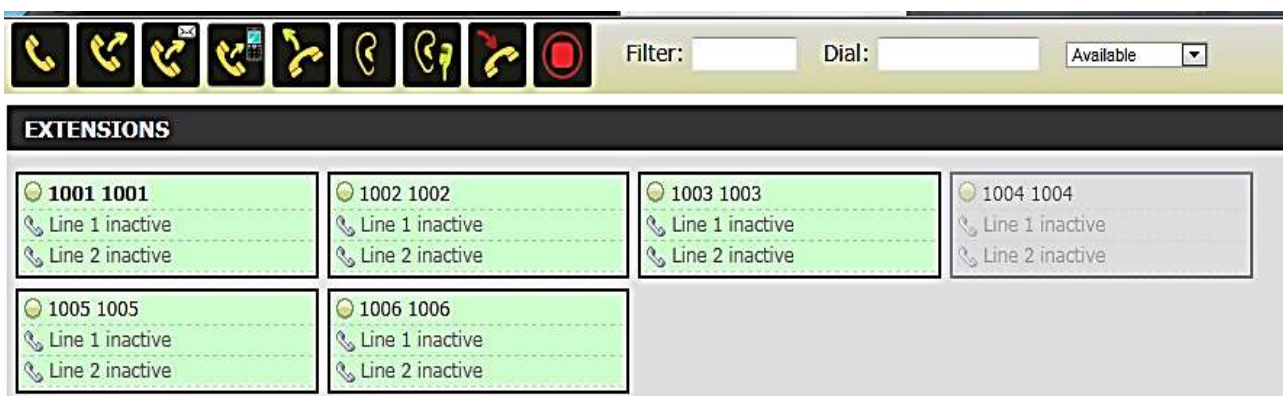 Filter: Dial: Available
EXTENSIONS
1001 1001 1002 1002 1003 1003 1004 1004
Line 1 inactive Line 1 inactive Line 1 inactive Line 1 inactive
Line 2 inactive Line 2 inactive Line 2 inactive Line 2 inactive
1005 1005 1006 1006
Line 1 inactive Line 1 inactive
Line 2 inactive Line 2 inactive